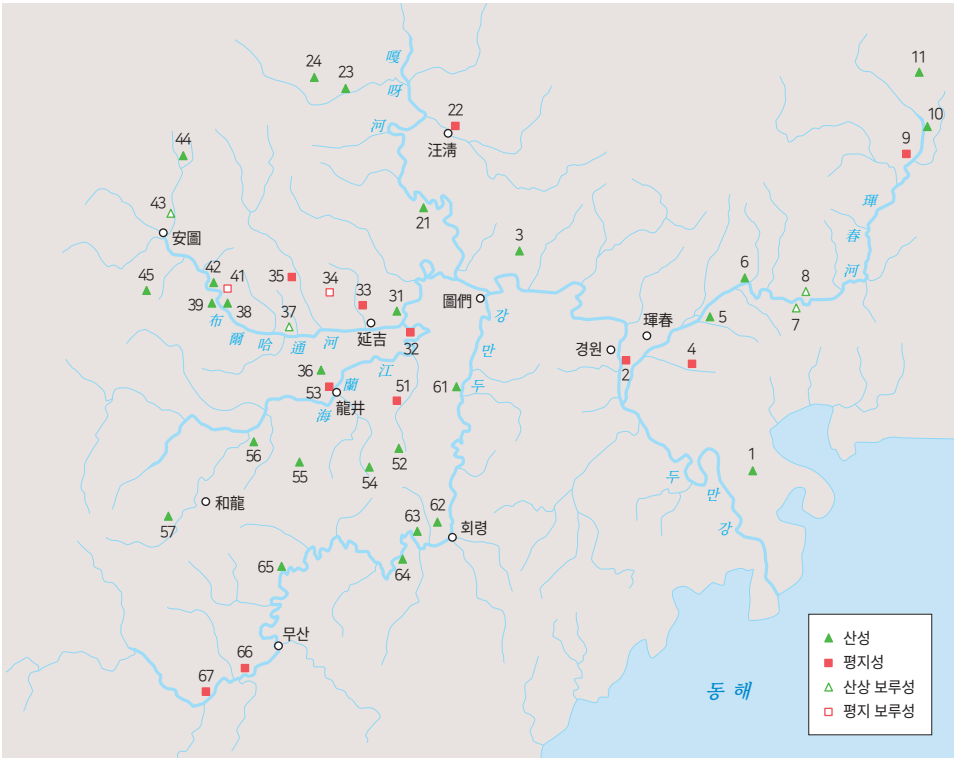 11
24
23
嘎
呀
河
22
汪淸
10
9
44
琿
春
河
43
安圖
21
3
6
8
7
5
45
42
41
39
38
35
34
33
31
37
延吉
32
布
爾
哈
通
河
圖們
강
만
두
琿春
경원
2
4
36
53
蘭
江
海
龍井
51
61
56
55
54
52
1
두
만
강
和龍
57
63
62
회령
64
65
무산
66
67
동해
산성
평지성
산상 보루성
평지 보루성